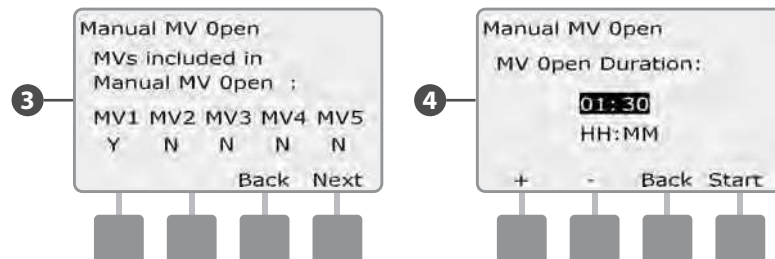 3
Manual MV Open
MVs included in
Manual MV Open :
MV1 MV2 MV3 MV4 MV5
Y N N N N
Back Next
4
Manual MV Open
MV Open Duration:
01:30
HH:MM
+ - Back Start